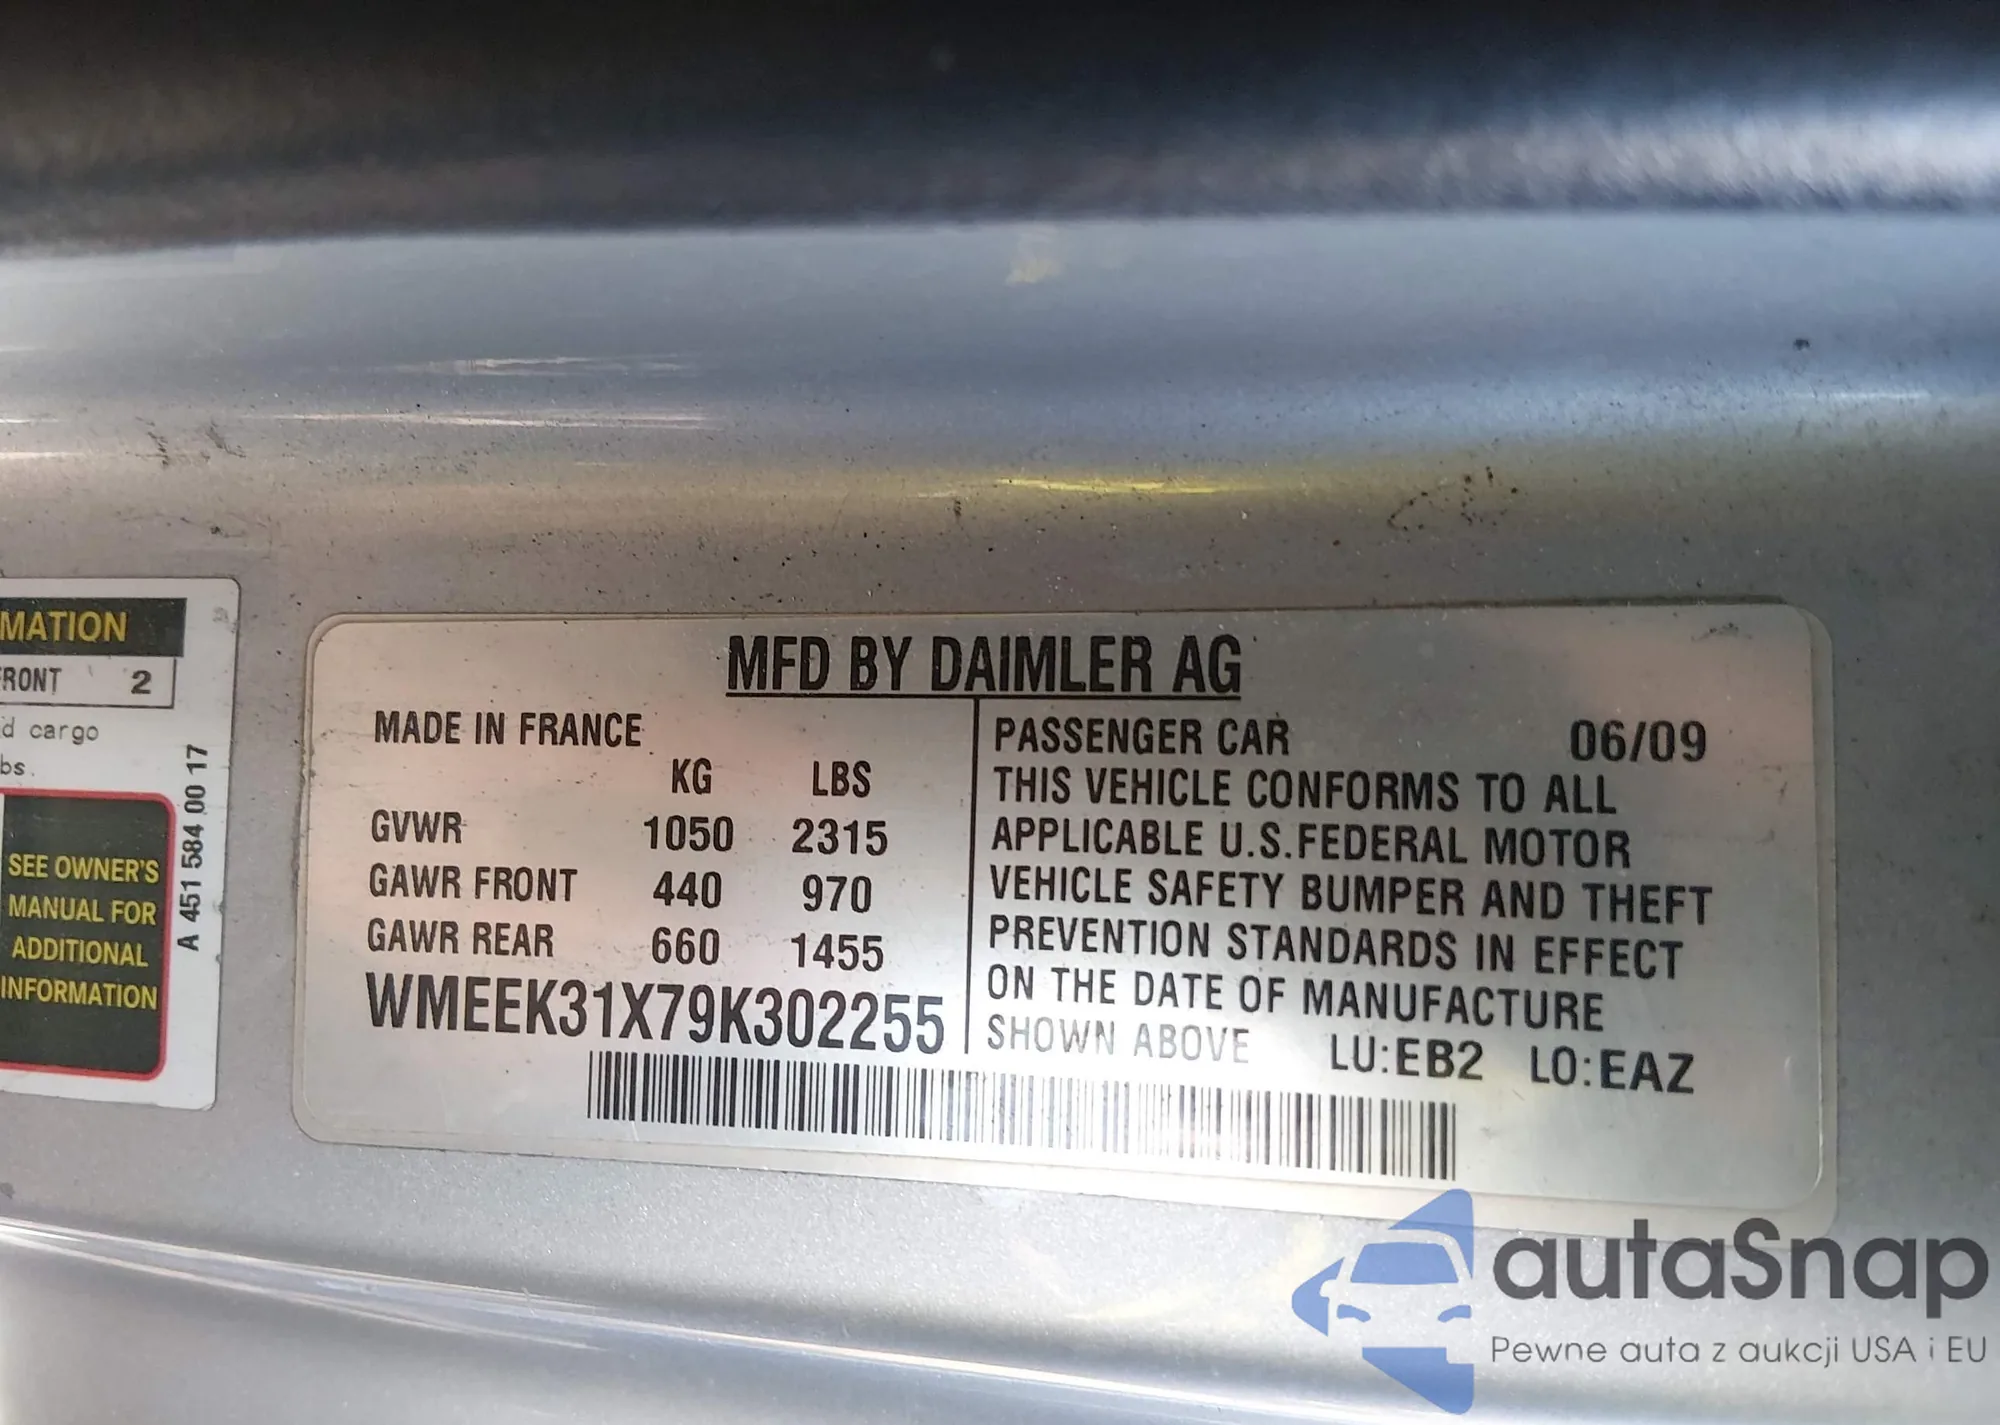 MATION
FRONT 2
d cargo
bs.
SEE OWNER'S
MANUAL FOR
ADDITIONAL
INFORMATION
A 451 584 00 17
MFD BY DAIMLER AG
MADE IN FRANCE
KG LBS
GVWR 1050 2315
GAWR FRONT 440 970
GAWR REAR 660 1455
WMEEK31X79K302255
PASSENGER CAR 06/09
THIS VEHICLE CONFORMS TO ALL
APPLICABLE U.S.FEDERAL MOTOR
VEHICLE SAFETY BUMPER AND THEFT
PREVENTION STANDARDS IN EFFECT
ON THE DATE OF MANUFACTURE
SHOWN ABOVE LU:EB2 LO:EAZ
autaSnap
Pewne auta z aukcji USA i EU